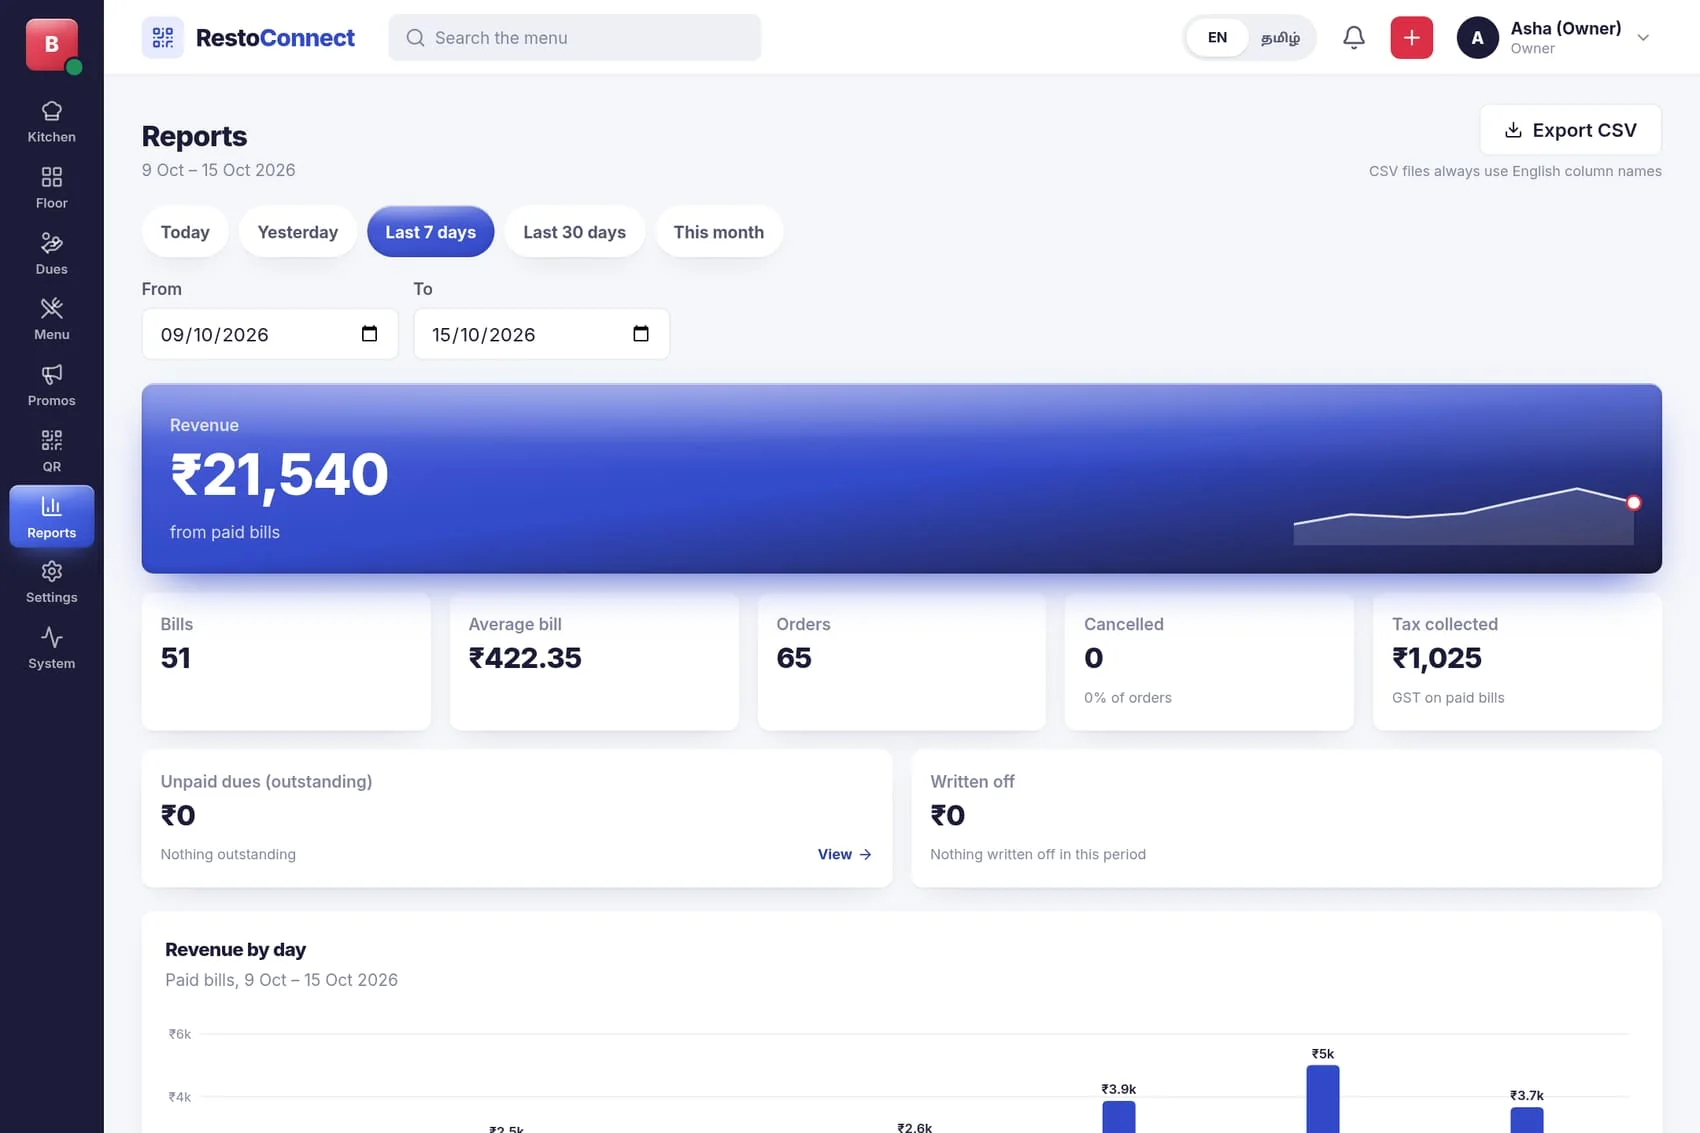 B
RestoConnect
Search the menu
EN
தமிழ்
A
Asha (Owner)
Owner
Kitchen
Floor
Dues
Menu
Promos
QR
Reports
Settings
System
Reports
9 Oct – 15 Oct 2026
Export CSV
CSV files always use English column names
Today
Yesterday
Last 7 days
Last 30 days
This month
From
To
09/10/2026
15/10/2026
Revenue
₹21,540
from paid bills
Bills
51
Average bill
₹422.35
Orders
65
Cancelled
0
0% of orders
Tax collected
₹1,025
GST on paid bills
Unpaid dues (outstanding)
₹0
Nothing outstanding
View →
Written off
₹0
Nothing written off in this period
Revenue by day
Paid bills, 9 Oct – 15 Oct 2026
₹6k
₹5k
₹4k
₹3.9k
₹3.7k
₹2.5k
₹2.6k